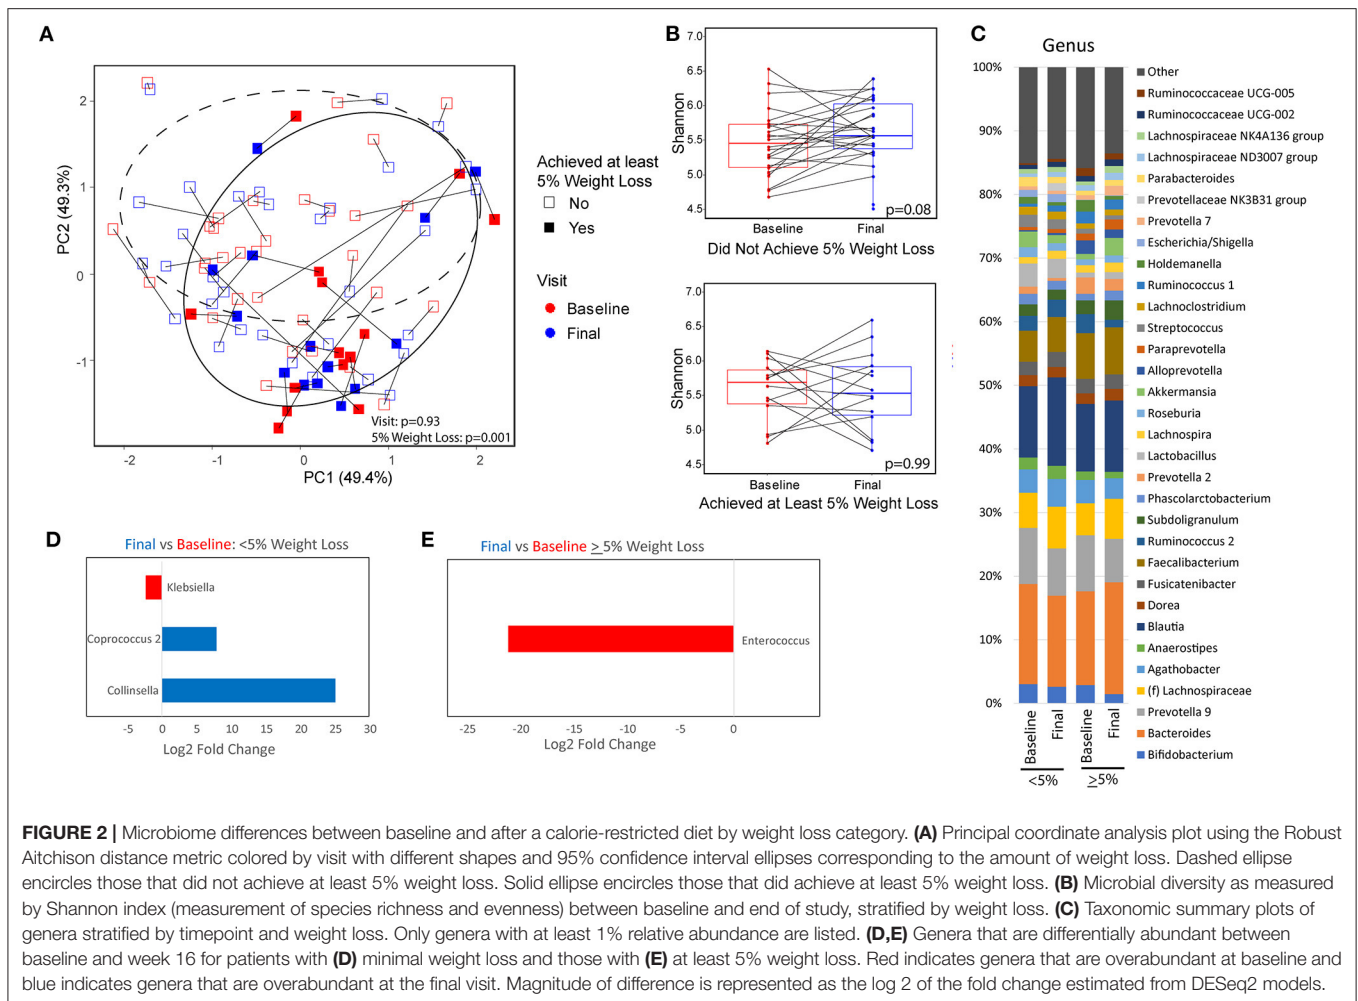 A
2
1
0
-1
-2
-1
0
1
2
PC2 (49.3%)
PC1 (49.4%)
Visit: p=0.93
5% Weight Loss: p=0.001
Achieved at least
5% Weight Loss
No
Yes
Visit
Baseline
Final
B
7.0
6.5
6.0
5.5
5.0
4.5
Shannon
p=0.08
Baseline
Final
Did Not Achieve 5% Weight Loss
7.0
6.5
6.0
5.5
5.0
4.5
Shannon
p=0.99
Baseline
Final
Achieved at Least 5% Weight Loss
C
Genus
100%
90%
80%
70%
60%
50%
40%
30%
20%
10%
0%
Baseline
Final
Baseline
Final
<5%
≥5%
Other
Ruminococcaceae UCG-005
Ruminococcaceae UCG-002
Lachnospiraceae NK4A136 group
Lachnospiraceae ND3007 group
Parabacteroides
Prevotellaceae NK3B31 group
Prevotella 7
Escherichia/Shigella
Holdemanella
Ruminococcus 1
Lachnoclostridium
Streptococcus
Paraprevotella
Alloprevotella
Akkermansia
Roseburia
Lachnospira
Lactobacillus
Prevotella 2
Phascolarctobacterium
Subdoligranulum
Ruminococcus 2
Faecalibacterium
Fusicatenibacter
Dorea
Blautia
Anaerostipes
Agathobacter
(f) Lachnospiraceae
Prevotella 9
Bacteroides
Bifidobacterium
D
Final vs Baseline: <5% Weight Loss
Klebsiella
Coprococcus 2
Collinsella
-5 0 5 10 15 20 25 30
Log2 Fold Change
E
Final vs Baseline ≥ 5% Weight Loss
Enterococcus
-25 -20 -15 -10 -5 0
Log2 Fold Change
FIGURE 2 | Microbiome differences between baseline and after a calorie-restricted diet by weight loss category. (A) Principal coordinate analysis plot using the Robust
Aitchison distance metric colored by visit with different shapes and 95% confidence interval ellipses corresponding to the amount of weight loss. Dashed ellipse
encircles those that did not achieve at least 5% weight loss. Solid ellipse encircles those that did achieve at least 5% weight loss. (B) Microbial diversity as measured
by Shannon index (measurement of species richness and evenness) between baseline and end of study, stratified by weight loss. (C) Taxonomic summary plots of
genera stratified by timepoint and weight loss. Only genera with at least 1% relative abundance are listed. (D,E) Genera that are differentially abundant between
baseline and week 16 for patients with (D) minimal weight loss and those with (E) at least 5% weight loss. Red indicates genera that are overabundant at baseline and
blue indicates genera that are overabundant at the final visit. Magnitude of difference is represented as the log 2 of the fold change estimated from DESeq2 models.